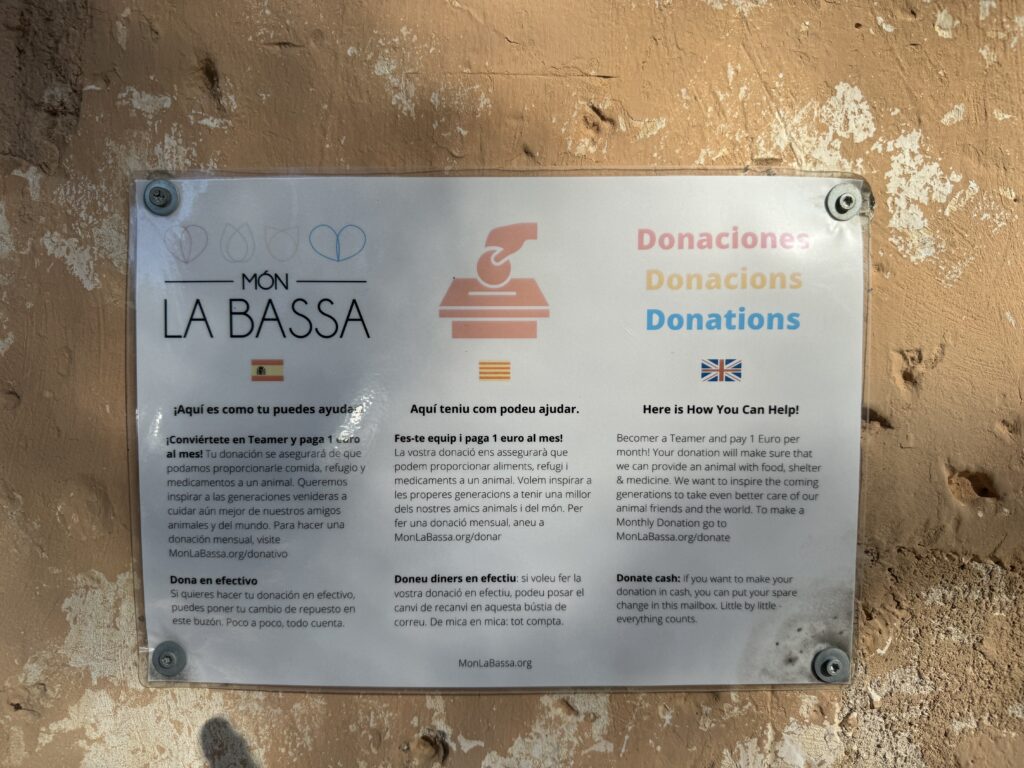 MÓN
LA BASSA
Donaciones
Donacions
Donations
¡Aquí es como tu puedes ayudar!
¡Conviértete en Teamer y paga 1 euro
al mes! Tu donación se asegurará de que
podamos proporcionarle comida, refugio y
medicamentos a un animal. Queremos
inspirar a las generaciones venideras a
cuidar aún mejor de nuestros amigos
animales y del mundo. Para hacer una
donación mensual, visite
MonLaBassa.org/donativo
Dona en efectivo
Si quieres hacer tu donación en efectivo,
puedes poner tu cambio de repuesto en
este buzón. Poco a poco, todo cuenta.
Aquí teniu com podeu ajudar.
Fes-te equip i paga 1 euro al mes!
La vostra donació ens assegurarà que
podem proporcionar aliments, refugi i
medicaments a un animal. Volem inspirar a
les properes generacions a tenir una millor
dels nostres amics animals i del món. Per
fer una donació mensual, aneu a
MonLaBassa.org/donar
Doneu diners en efectiu: si voleu fer la
vostra donació en efectiu, podeu posar el
canvi de recanvi en aquesta bústia de
correu. De mica en mica: tot compta.
Here is How You Can Help!
Becomer a Teamer and pay 1 Euro per
month! Your donation will make sure that
we can provide an animal with food, shelter
& medicine. We want to inspire the coming
generations to take even better care of our
animal friends and the world. To make a
Monthly Donation go to
MonLaBassa.org/donate
Donate cash: if you want to make your
donation in cash, you can put your spare
change in this mailbox. Little by little -
everything counts.
MonLaBassa.org